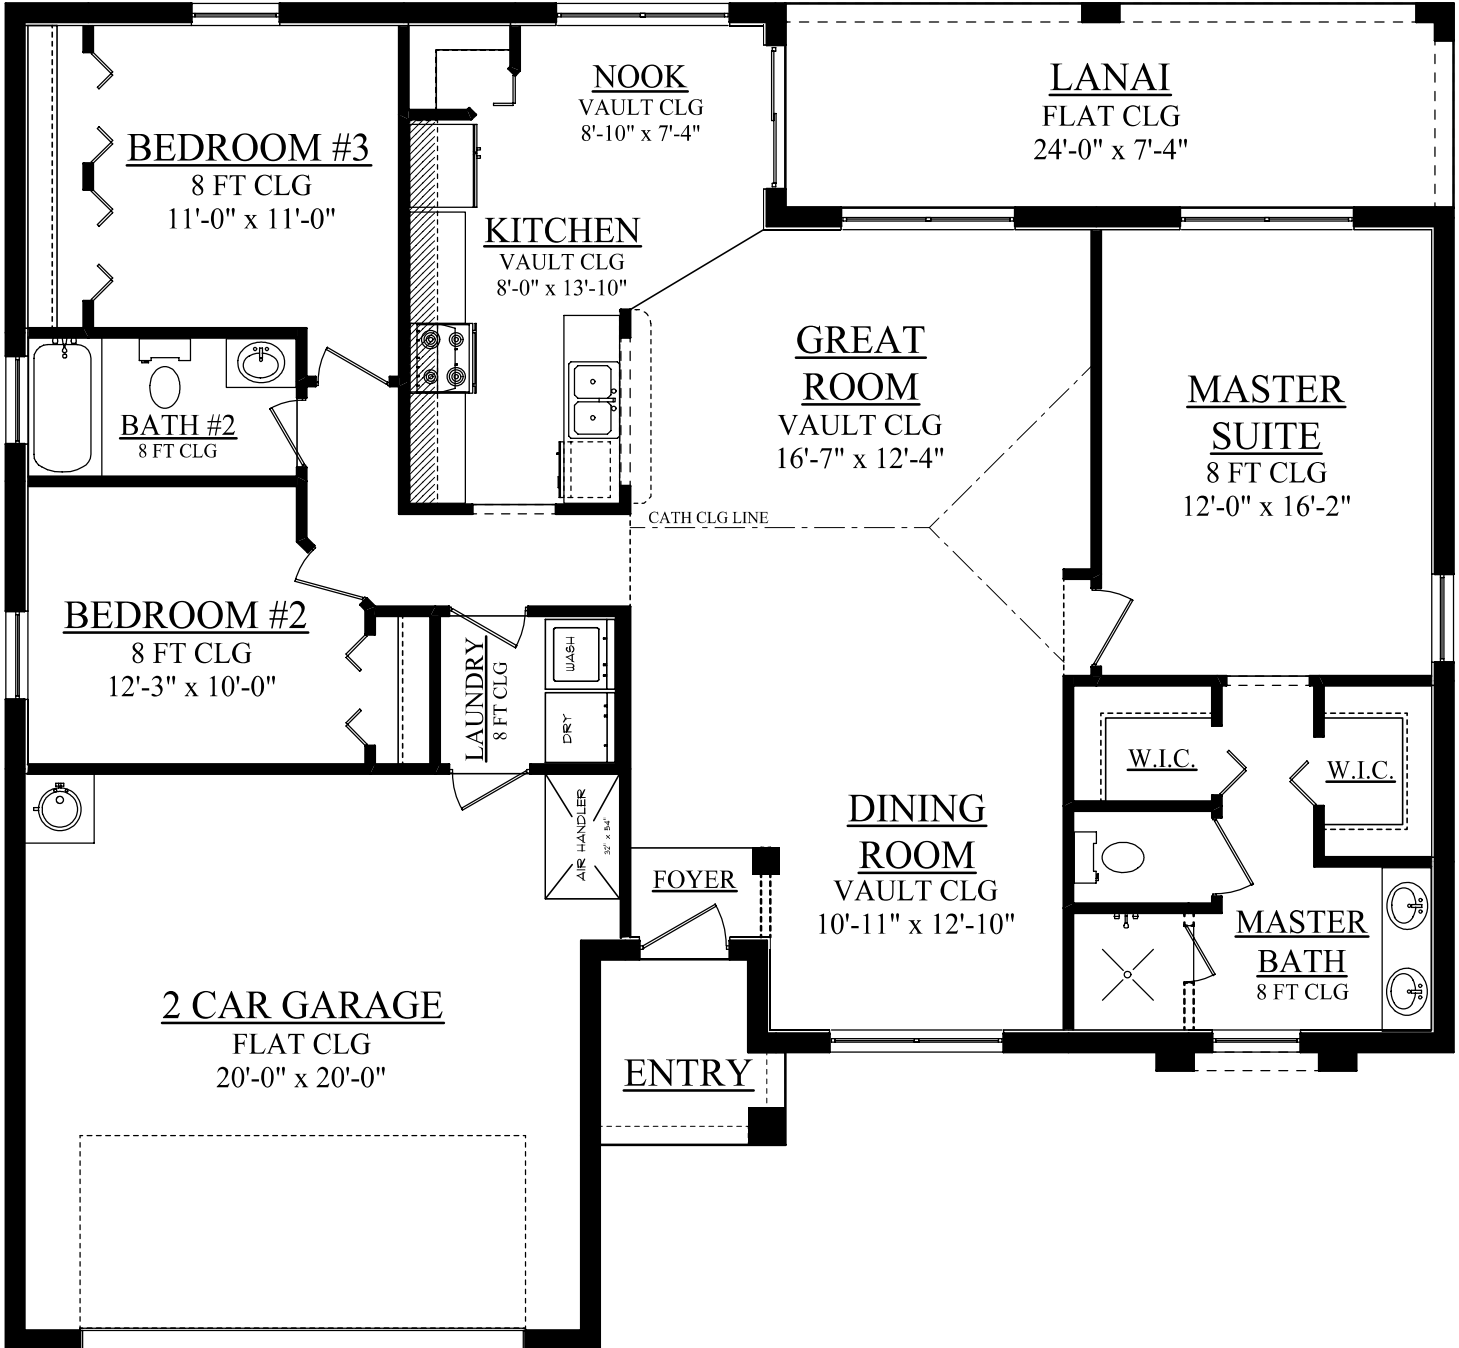 NOOK
VAULT CLG
8'-10" x 7'-4"
LANAI
FLAT CLG
24'-0" x 7'-4"
BEDROOM #3
8 FT CLG
11'-0" x 11'-0"
KITCHEN
VAULT CLG
8'-0" x 13'-10"
GREAT
ROOM
VAULT CLG
16'-7" x 12'-4"
MASTER
SUITE
8 FT CLG
12'-0" x 16'-2"
BATH #2
8 FT CLG
CATH CLG LINE
BEDROOM #2
8 FT CLG
12'-3" x 10'-0"
LAUNDRY
8 FT CLG
WASH
DRY
W.I.C.
W.I.C.
AIR HANDLER
32" x 54"
DINING
ROOM
VAULT CLG
10'-11" x 12'-10"
FOYER
MASTER
BATH
8 FT CLG
2 CAR GARAGE
FLAT CLG
20'-0" x 20'-0"
ENTRY